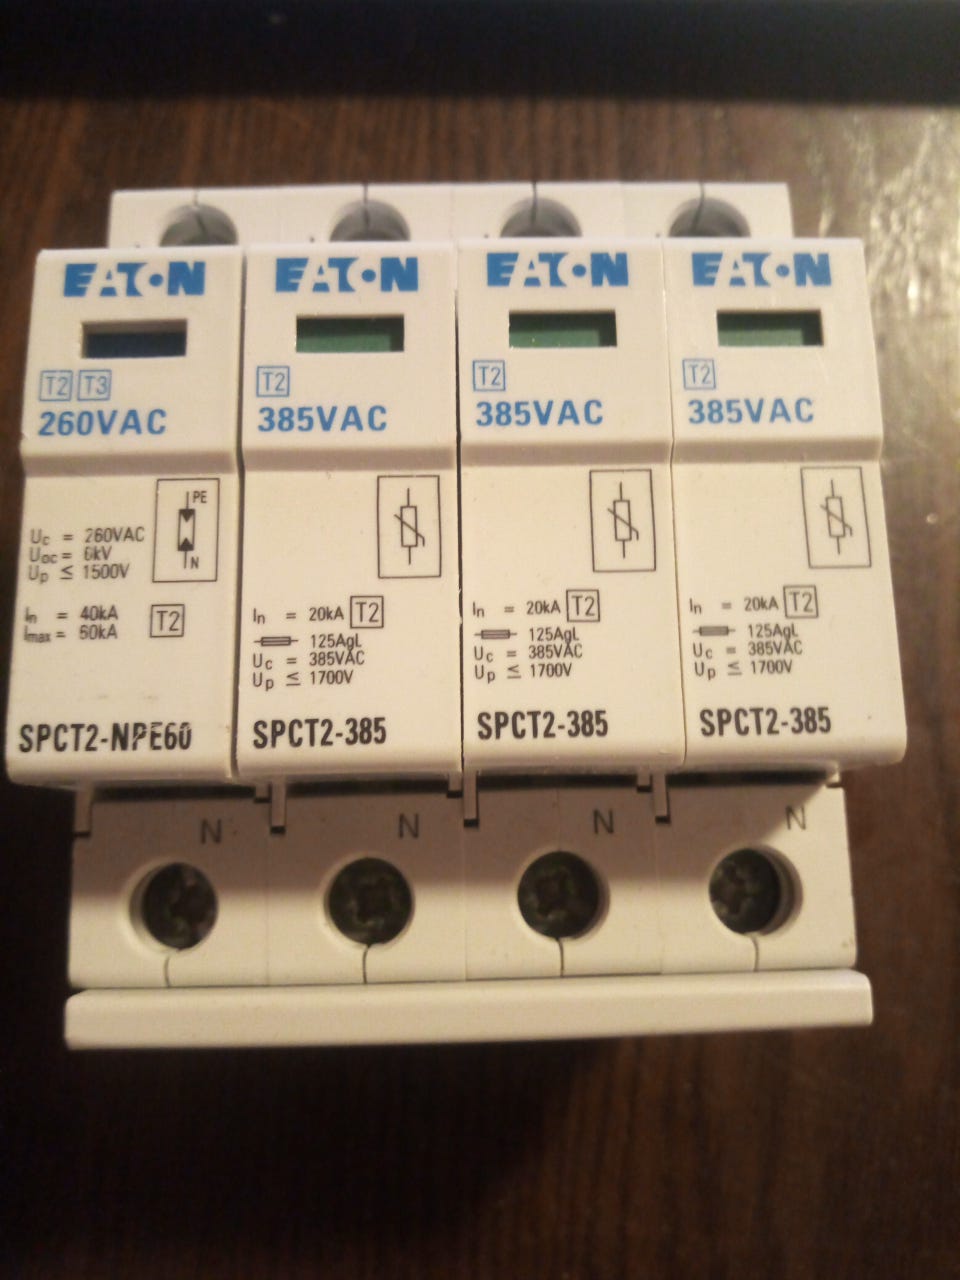 EATON
T2 T3
260VAC
PE
N
Uc = 260VAC
Uoc = 6kV
Up ≤ 1500V
In = 40kA
Imax = 60kA
T2
SPCT2-NPE60
N
EATON
T2
385VAC
In = 20kA T2
125AgL
Uc = 385VAC
Up ≤ 1700V
SPCT2-385
N
EATON
T2
385VAC
In = 20kA T2
125AgL
Uc = 385VAC
Up ≤ 1700V
SPCT2-385
N
EATON
T2
385VAC
In = 20kA T2
125AgL
Uc = 385VAC
Up ≤ 1700V
SPCT2-385
N